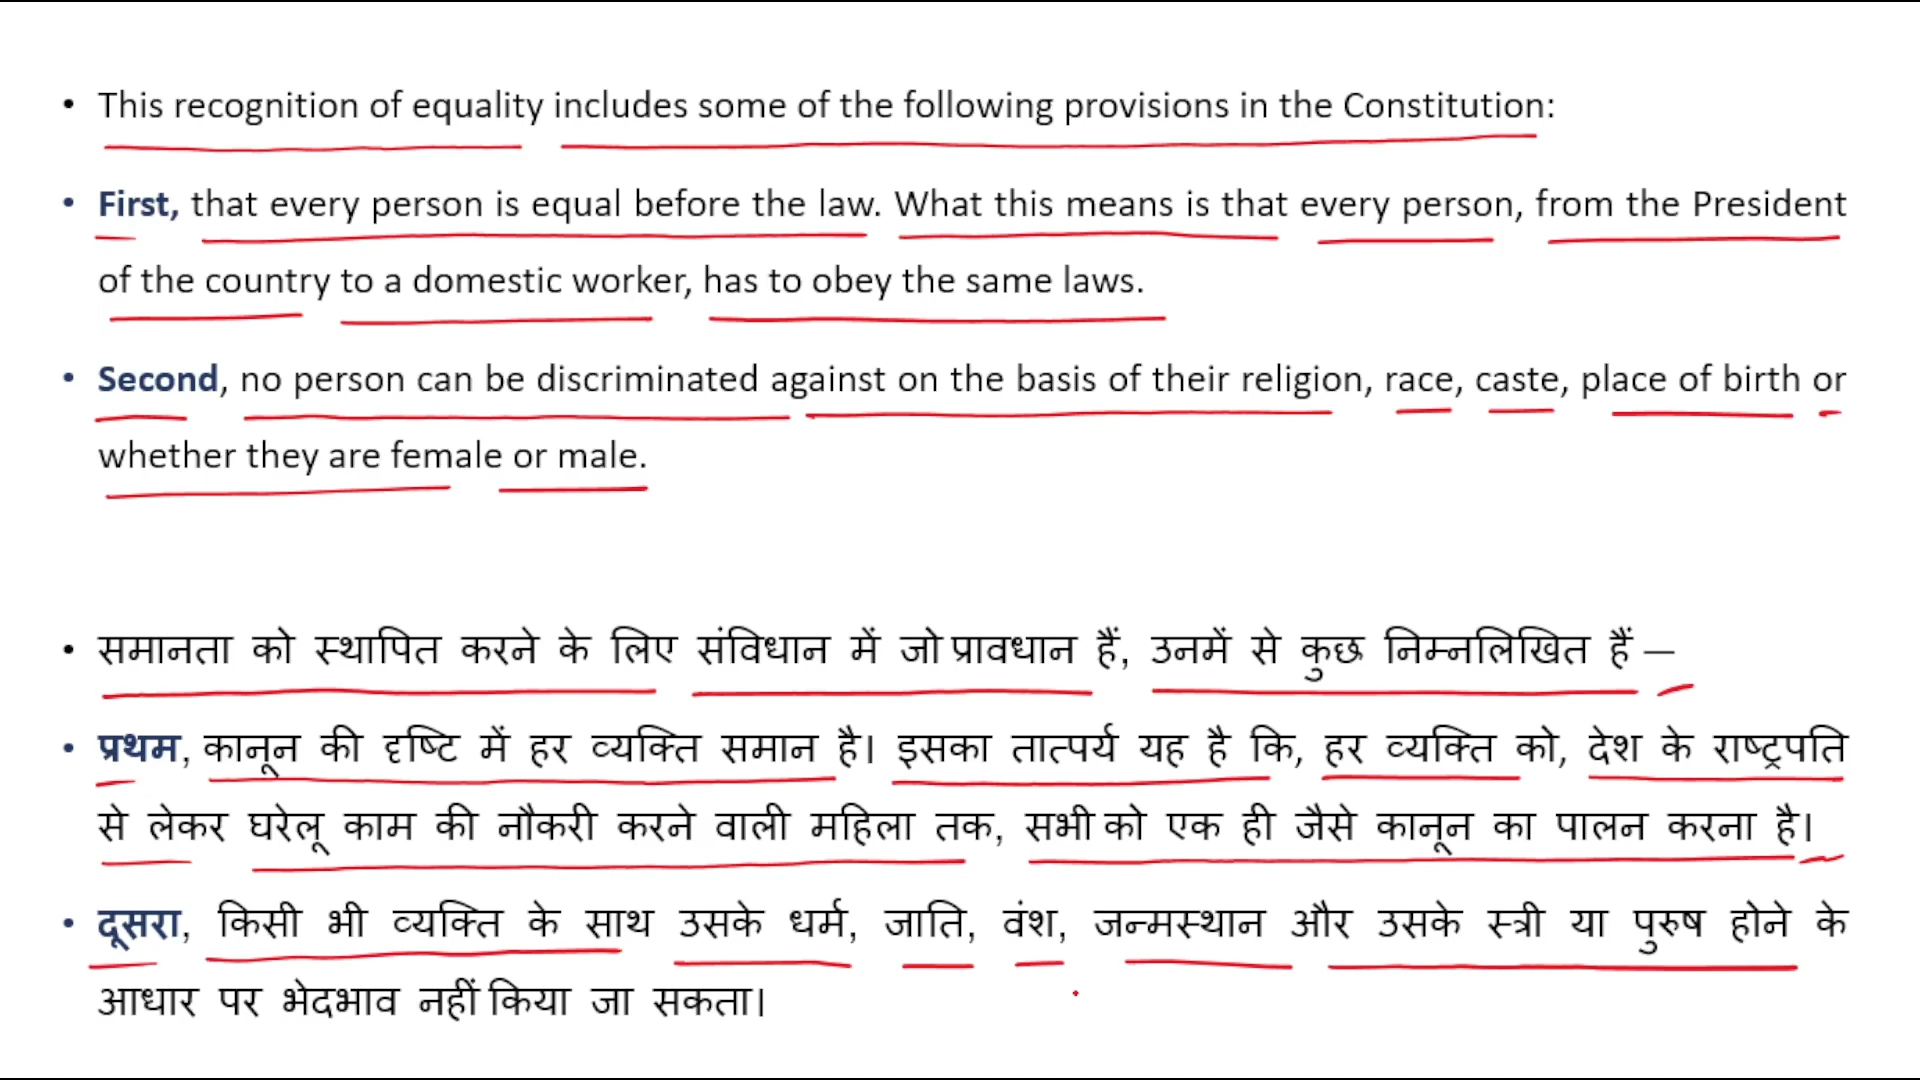 • This recognition of equality includes some of the following provisions in the Constitution:
• First, that every person is equal before the law. What this means is that every person, from the President
of the country to a domestic worker, has to obey the same laws.
• Second, no person can be discriminated against on the basis of their religion, race, caste, place of birth or
whether they are female or male.
• समानता को स्थापित करने के लिए संविधान में जो प्रावधान हैं, उनमें से कुछ निम्नलिखित हैं —
• प्रथम, कानून की दृष्टि में हर व्यक्ति समान है। इसका तात्पर्य यह है कि, हर व्यक्ति को, देश के राष्ट्रपति
से लेकर घरेलू काम की नौकरी करने वाली महिला तक, सभी को एक ही जैसे कानून का पालन करना है।
• दूसरा, किसी भी व्यक्ति के साथ उसके धर्म, जाति, वंश, जन्मस्थान और उसके स्त्री या पुरुष होने के
आधार पर भेदभाव नहीं किया जा सकता।